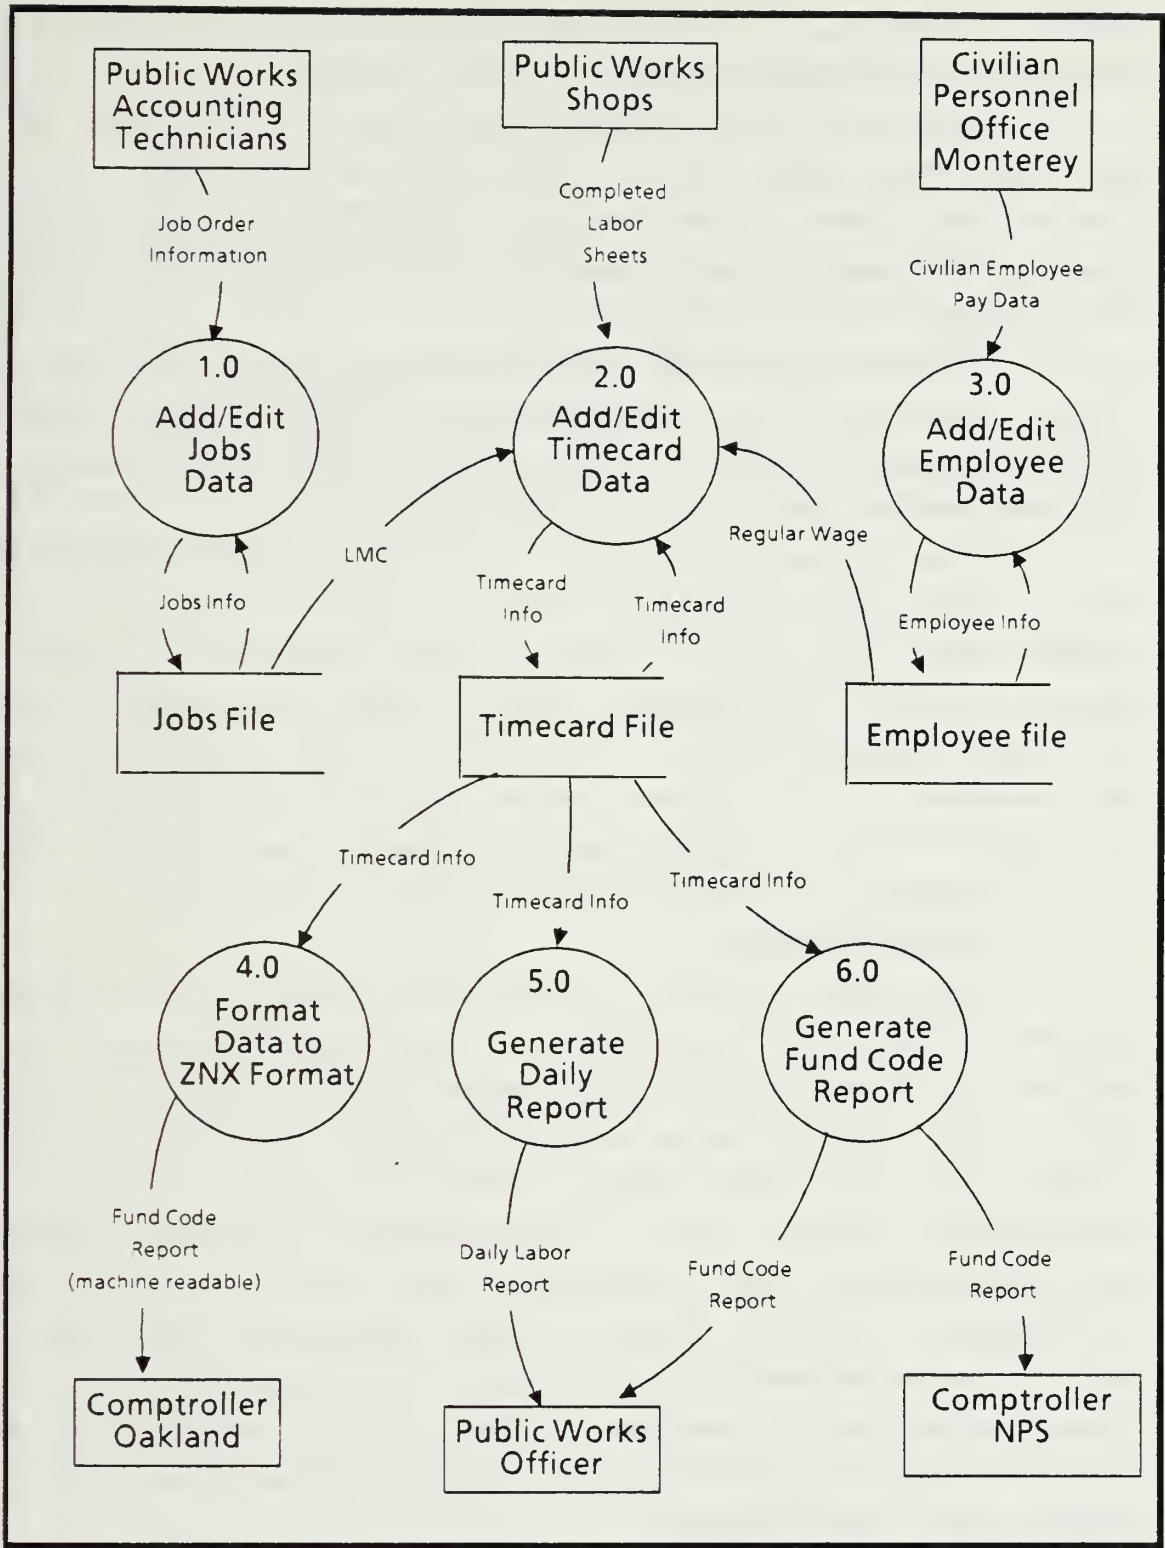 Public Works
Accounting
Technicians
Public Works
Shops
Civilian
Personnel
Office
Monterey
Job Order
Information
Completed
Labor
Sheets
Civilian Employee
Pay Data
1.0
Add/Edit
Jobs
Data
2.0
Add/Edit
Timecard
Data
3.0
Add/Edit
Employee
Data
LMC
Regular Wage
Jobs Info
Timecard
Info
Timecard
Info
Employee Info
Jobs File
Timecard File
Employee file
Timecard Info
Timecard Info
Timecard Info
4.0
Format
Data to
ZNX Format
5.0
Generate
Daily
Report
6.0
Generate
Fund Code
Report
Fund Code
Report
(machine readable)
Daily Labor
Report
Fund Code
Report
Fund Code
Report
Comptroller
Oakland
Public Works
Officer
Comptroller
NPS